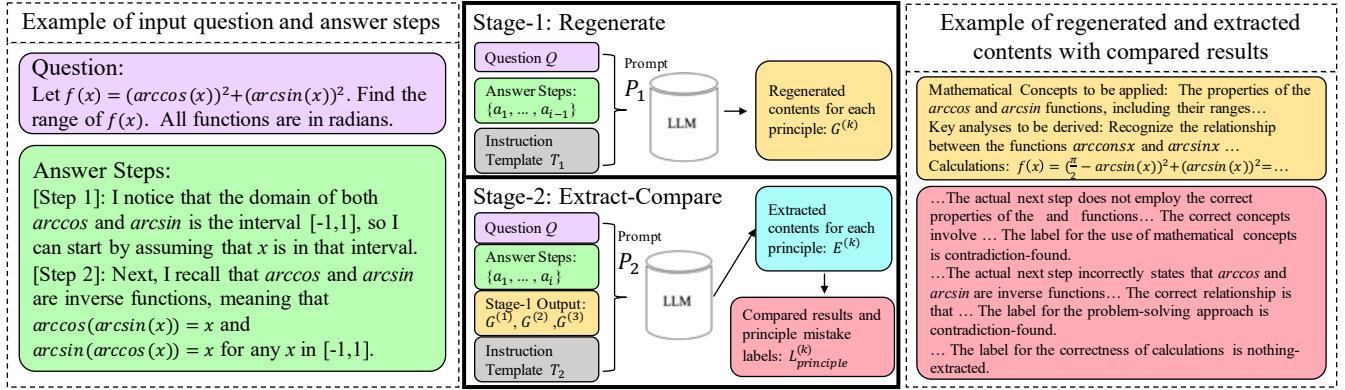 Example of input question and answer steps
Question:
Let f(x) = (arccos(x))²+(arcsin(x))². Find the
range of f(x). All functions are in radians.
Answer Steps:
[Step 1]: I notice that the domain of both
arccos and arcsin is the interval [-1,1], so I
can start by assuming that x is in that interval.
[Step 2]: Next, I recall that arccos and arcsin
are inverse functions, meaning that
arccos(arcsin(x)) = x and
arcsin(arccos(x)) = x for any x in [-1,1].
Stage-1: Regenerate
Question Q
Answer Steps:
{a₁, ... , aᵢ₋₁}
Instruction
Template T₁
Prompt
P₁
LLM
Regenerated
contents for each
principle: G⁽ᵏ⁾
Stage-2: Extract-Compare
Question Q
Answer Steps:
{a₁, ... , aᵢ}
Stage-1 Output:
G⁽¹⁾, G⁽²⁾ ,G⁽³⁾
Instruction
Template T₂
Prompt
P₂
LLM
Extracted
contents for each
principle: E⁽ᵏ⁾
Compared results and
principle mistake
labels: L⁽ᵏ⁾principle
Example of regenerated and extracted
contents with compared results
Mathematical Concepts to be applied: The properties of the
arccos and arcsin functions, including their ranges…
Key analyses to be derived: Recognize the relationship
between the functions arcconsx and arcsinx …
Calculations: f(x) = (π/2 − arcsin(x))²+(arcsin(x))²=…
…The actual next step does not employ the correct
properties of the and functions… The correct concepts
involve … The label for the use of mathematical concepts
is contradiction-found.
…The actual next step incorrectly states that arccos and
arcsin are inverse functions… The correct relationship is
that … The label for the problem-solving approach is
contradiction-found.
… The label for the correctness of calculations is nothing-
extracted.